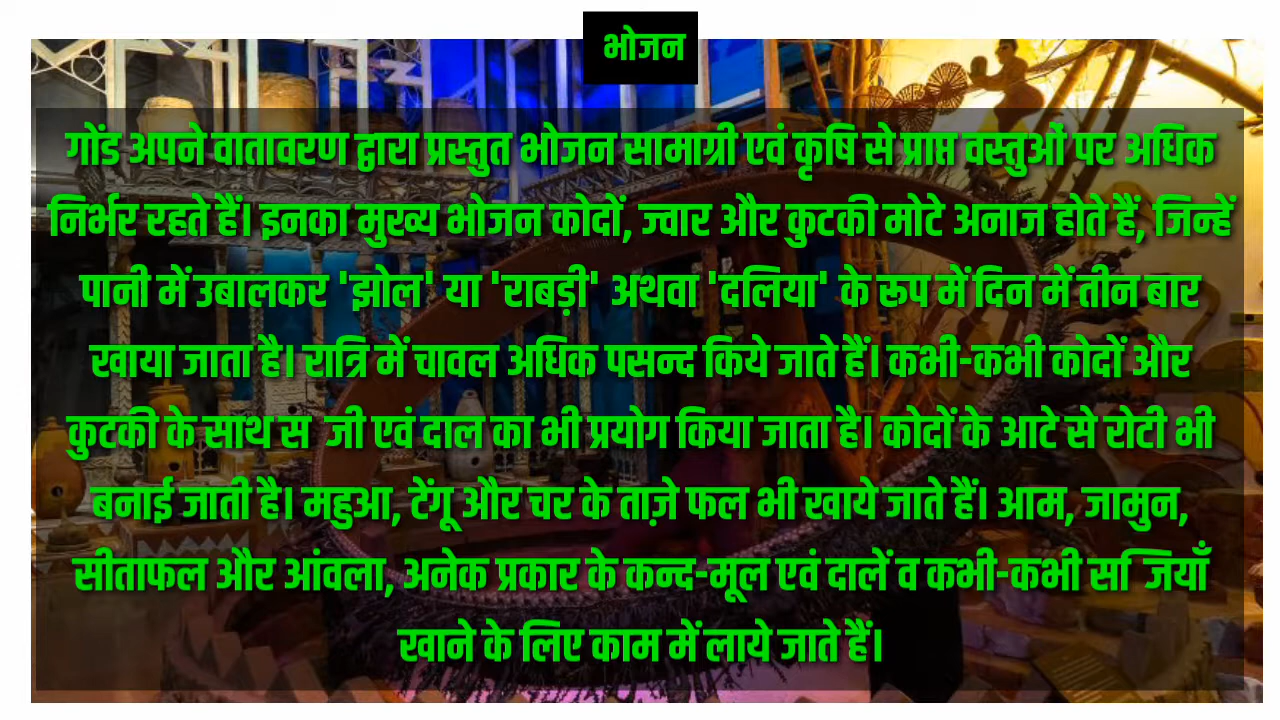 भोजन
गोंड अपने वातावरण द्वारा प्रस्तुत भोजन सामाग्री एवं कृषि से प्राप्त वस्तुओं पर अधिक
निर्भर रहते हैं। इनका मुख्य भोजन कोदों, ज्वार और कुटकी मोटे अनाज होते हैं, जिन्हें
पानी में उबालकर 'झोल' या 'राबड़ी' अथवा 'दलिया' के रूप में दिन में तीन बार
खाया जाता है। रात्रि में चावल अधिक पसन्द किये जाते हैं। कभी-कभी कोदों और
कुटकी के साथ स जी एवं दाल का भी प्रयोग किया जाता है। कोदों के आटे से रोटी भी
बनाई जाती है। महुआ, टेंगू और चर के ताज़े फल भी खाये जाते हैं। आम, जामुन,
सीताफल और आंवला, अनेक प्रकार के कन्द-मूल एवं दालें व कभी-कभी सि जियाँ
खाने के लिए काम में लाये जाते हैं।